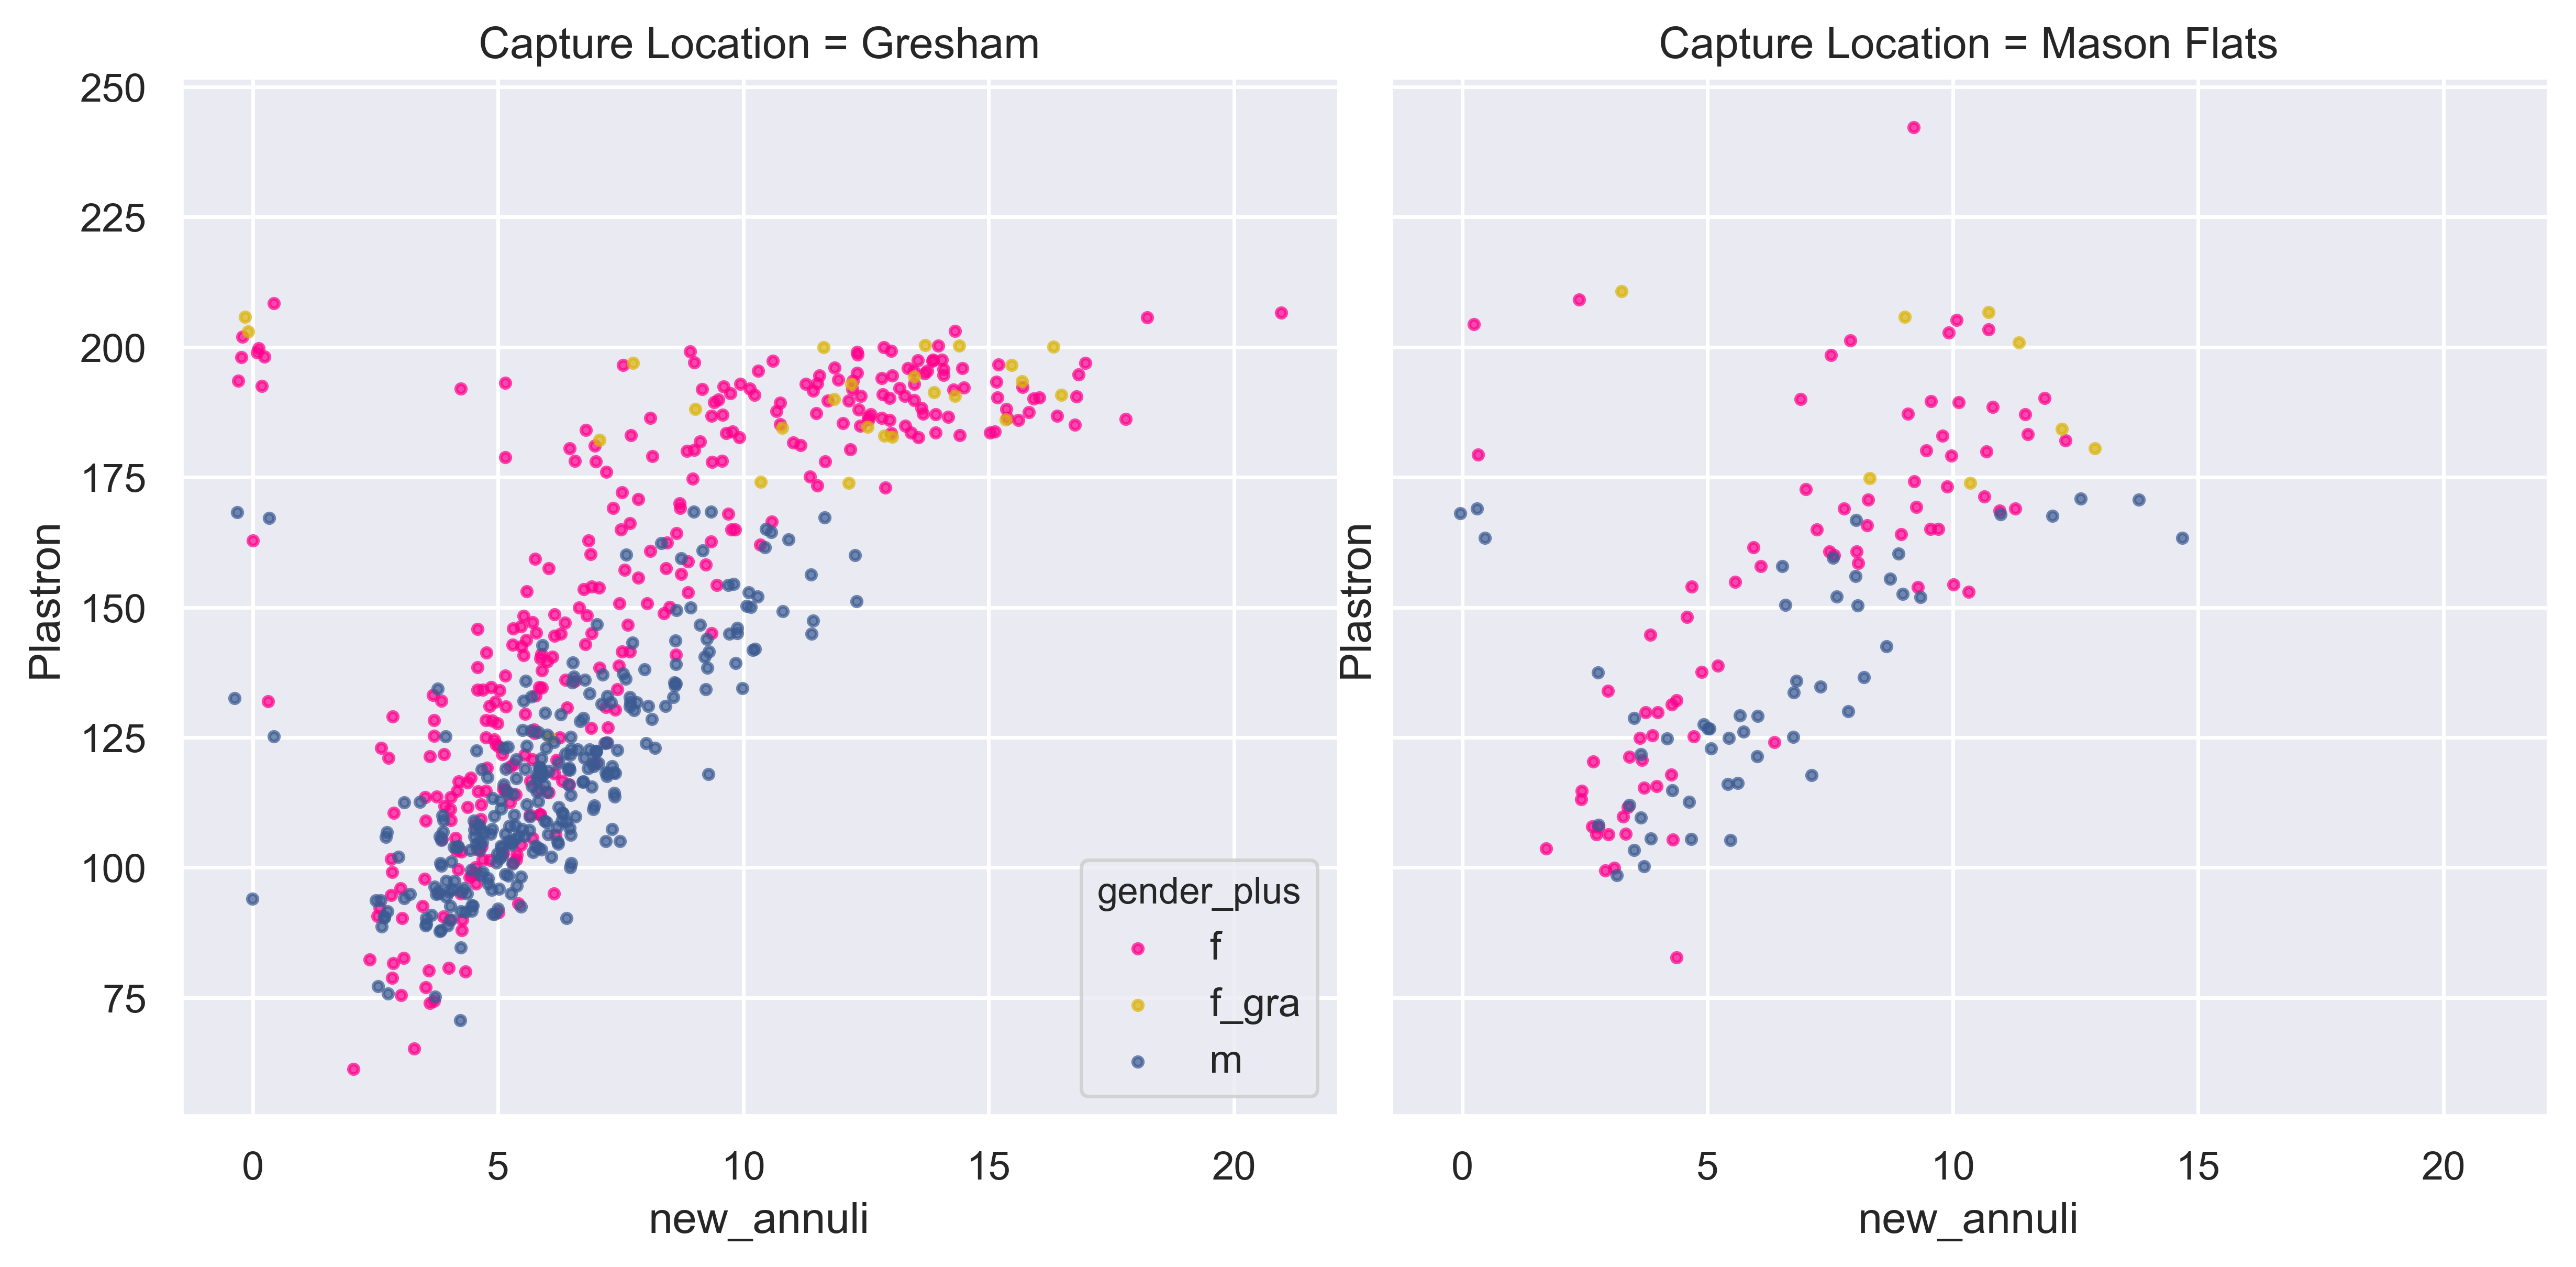 Capture Location = Gresham
Capture Location = Mason Flats
250
225
200
175
150
125
100
75
Plastron
Plastron
gender_plus
f
f_gra
m
0 5 10 15 20
0 5 10 15 20
new_annuli
new_annuli